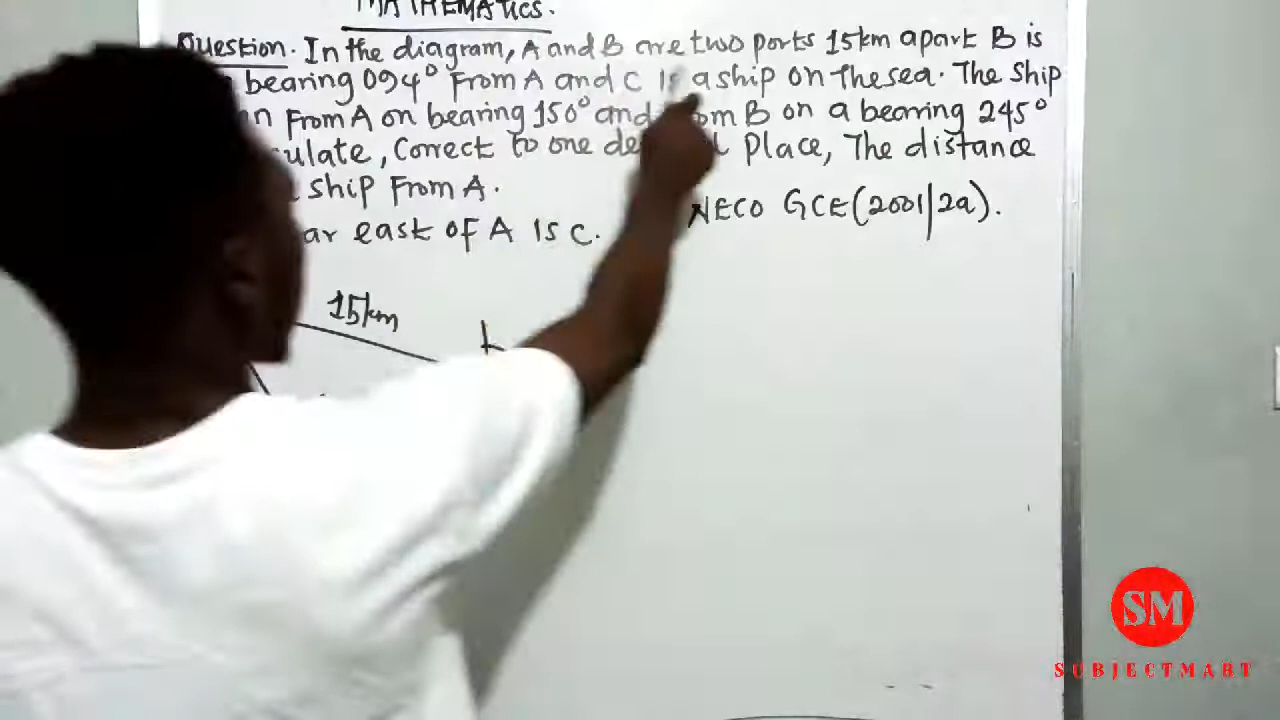 MATHEMATICS.
Question. In the diagram, A and B are two ports 15km apart B is
bearing 094° From A and C is a ship on the sea. The ship
From A on bearing 150° and from B on a bearing 245°
ulate, Correct to one de l Place, The distance
ship From A.
ar east of A is C.
NECO GCE(2001/2a).
15km
SM
SUBJECTMART